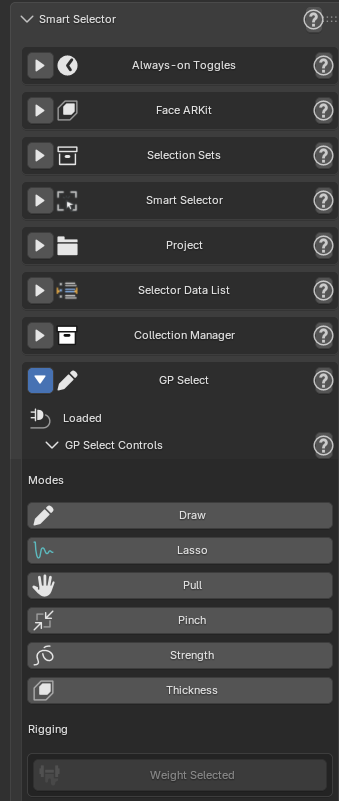 Smart Selector
Always-on Toggles
Face ARKit
Selection Sets
Smart Selector
Project
Selector Data List
Collection Manager
GP Select
Loaded
GP Select Controls
Modes
Draw
Lasso
Pull
Pinch
Strength
Thickness
Rigging
Weight Selected